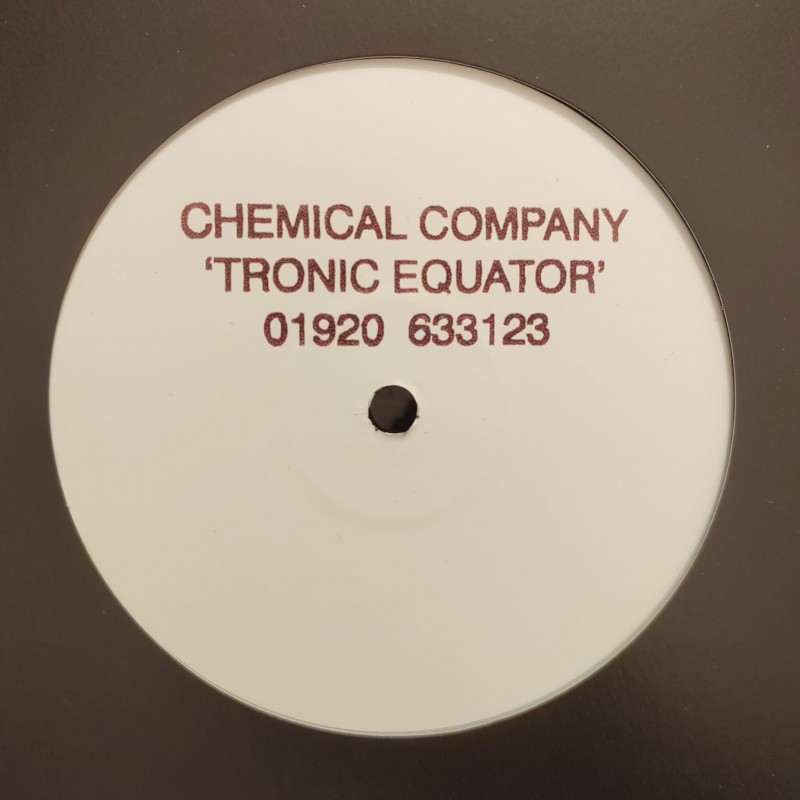 CHEMICAL COMPANY
‘TRONIC EQUATOR’
01920 633123